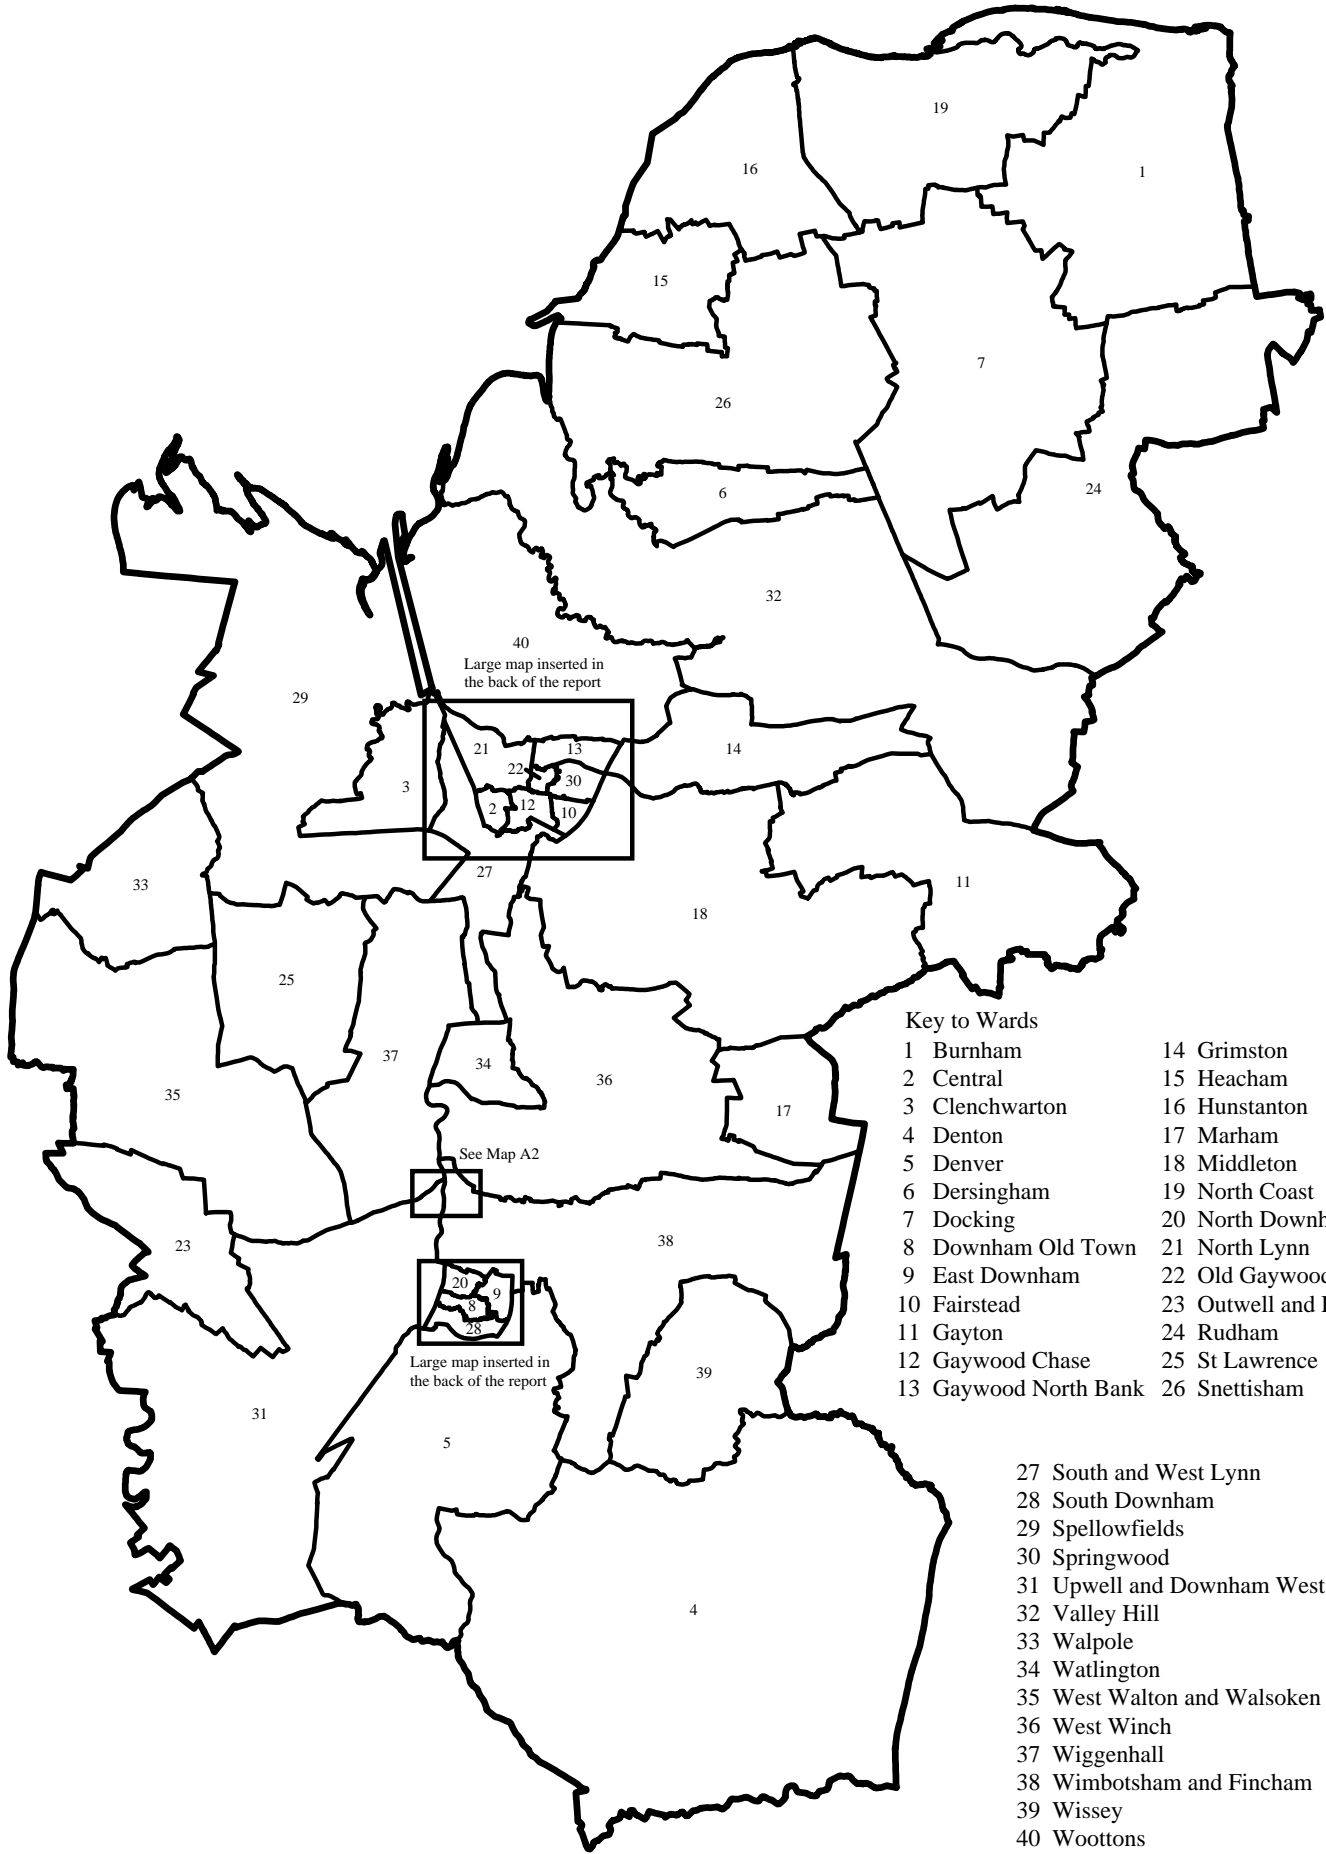 19
16
1
15
7
26
24
6
32
40
Large map inserted in
the back of the report
29
21
13
14
22
30
3
2
12
10
27
33
11
18
25
37
34
36
35
17
See Map A2
23
38
20
9
8
28
Large map inserted in
the back of the report
39
31
5
4
Key to Wards
1 Burnham
2 Central
3 Clenchwarton
4 Denton
5 Denver
6 Dersingham
7 Docking
8 Downham Old Town
9 East Downham
10 Fairstead
11 Gayton
12 Gaywood Chase
13 Gaywood North Bank
14 Grimston
15 Heacham
16 Hunstanton
17 Marham
18 Middleton
19 North Coast
20 North
21 North Lynn
22 Old
23 Outwell and
24 Rudham
25 St Lawrence
26 Snettisham
27 South and West Lynn
28 South Downham
29 Spellowfields
30 Springwood
31 Upwell and Downham West
32 Valley Hill
33 Walpole
34 Watlington
35 West Walton and Walsoken
36 West Winch
37 Wiggenhall
38 Wimbotsham and Fincham
39 Wissey
40 Woottons